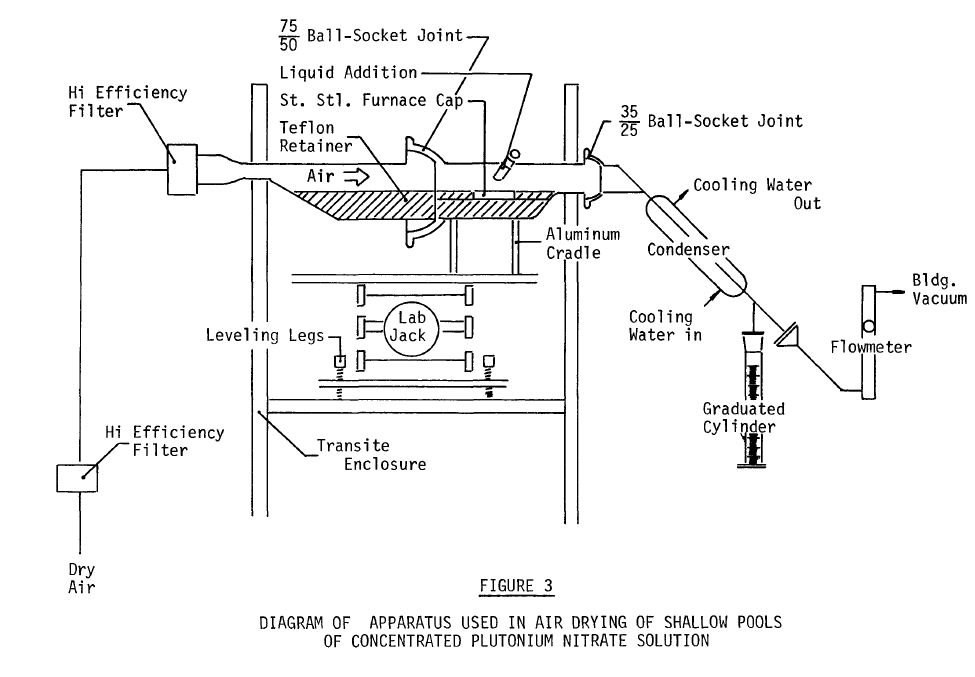 75
50 Ball-Socket Joint
Liquid Addition
St. Stl. Furnace Cap
Teflon
Retainer
Hi Efficiency
Filter
35
25 Ball-Socket Joint
Air
Cooling Water
Out
Condenser
Aluminum
Cradle
Bldg.
Vacuum
Lab
Jack
Leveling Legs
Cooling
Water in
Flowmeter
Graduated
Cylinder
Hi Efficiency
Filter
Transite
Enclosure
Dry
Air
FIGURE 3
DIAGRAM OF APPARATUS USED IN AIR DRYING OF SHALLOW POOLS
OF CONCENTRATED PLUTONIUM NITRATE SOLUTION